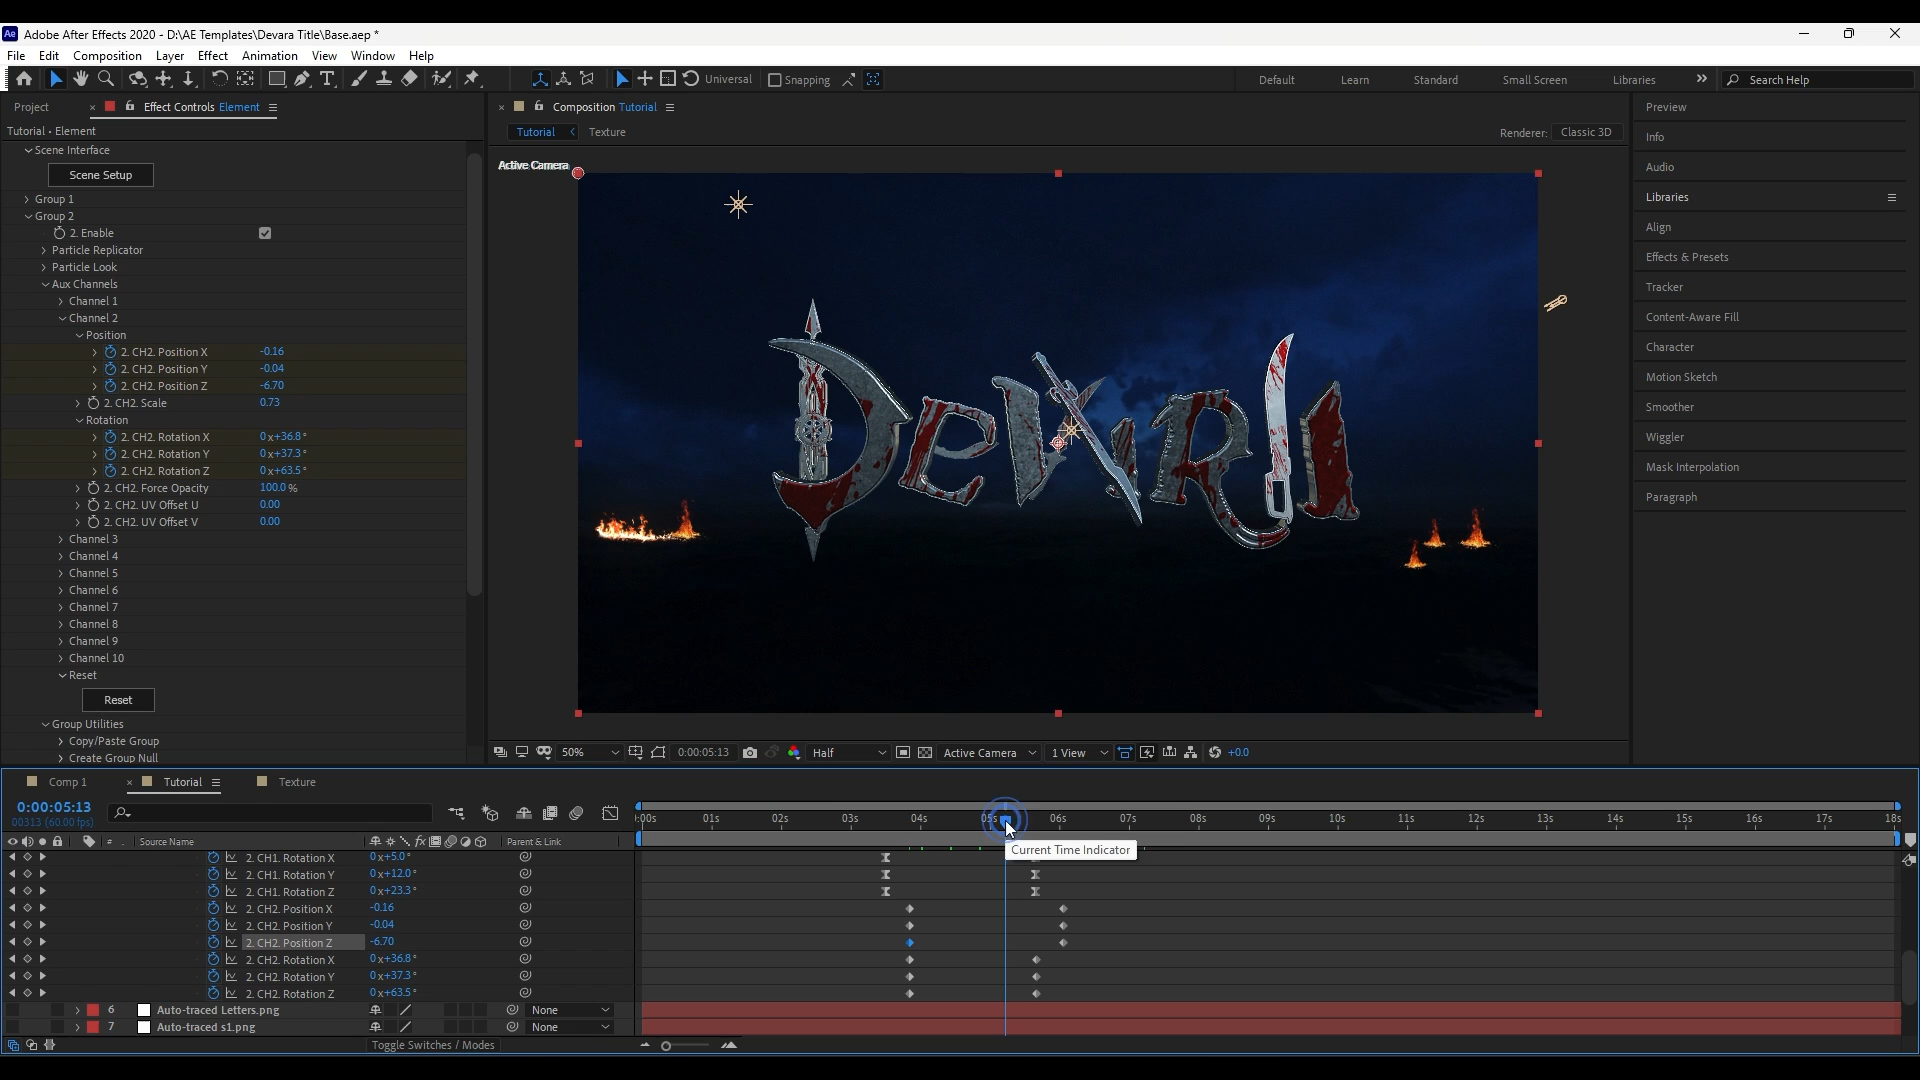 Adobe After Effects 2020 - D:\AE Templates\Devara Title\Base.aep *
File Edit Composition Layer Effect Animation View Window Help
Universal Snapping Default Learn Standard Small Screen Libraries Search Help
Project Effect Controls Element Composition Tutorial Preview
Tutorial • Element Tutorial Texture Renderer: Classic 3D
Scene Interface
Scene Setup
Group 1
Group 2
2. Enable
Particle Replicator
Particle Look
Aux Channels
Channel 1
Channel 2
Position
2. CH2. Position X -0.16
2. CH2. Position Y -0.04
2. CH2. Position Z -6.70
2. CH2. Scale 0.73
Rotation
2. CH2. Rotation X 0x+36.8°
2. CH2. Rotation Y 0x+37.3°
2. CH2. Rotation Z 0x+63.5°
2. CH2. Force Opacity 100.0 %
2. CH2. UV Offset U 0.00
2. CH2. UV Offset V 0.00
Channel 3
Channel 4
Channel 5
Channel 6
Channel 7
Channel 8
Channel 9
Channel 10
Reset
Reset
Group Utilities
Copy/Paste Group
Create Group Null
Active Camera
DEVARA
50% 0:00:05:13 Half Active Camera 1 View +0.0
Info
Audio
Libraries
Align
Effects & Presets
Tracker
Content-Aware Fill
Character
Motion Sketch
Smoother
Wiggler
Mask Interpolation
Paragraph
Comp 1 Tutorial Texture
0:00:05:13
00313 (60.00 fps)
:00s 01s 02s 03s 04s 05s 06s 07s 08s 09s 10s 11s 12s 13s 14s 15s 16s 17s 18s
# Source Name Parent & Link
Current Time Indicator
2. CH1. Rotation X 0x+5.0°
2. CH1. Rotation Y 0x+12.0°
2. CH1. Rotation Z 0x+23.3°
2. CH2. Position X -0.16
2. CH2. Position Y -0.04
2. CH2. Position Z -6.70
2. CH2. Rotation X 0x+36.8°
2. CH2. Rotation Y 0x+37.3°
2. CH2. Rotation Z 0x+63.5°
6 Auto-traced Letters.png None
7 Auto-traced s1.png None
Toggle Switches / Modes